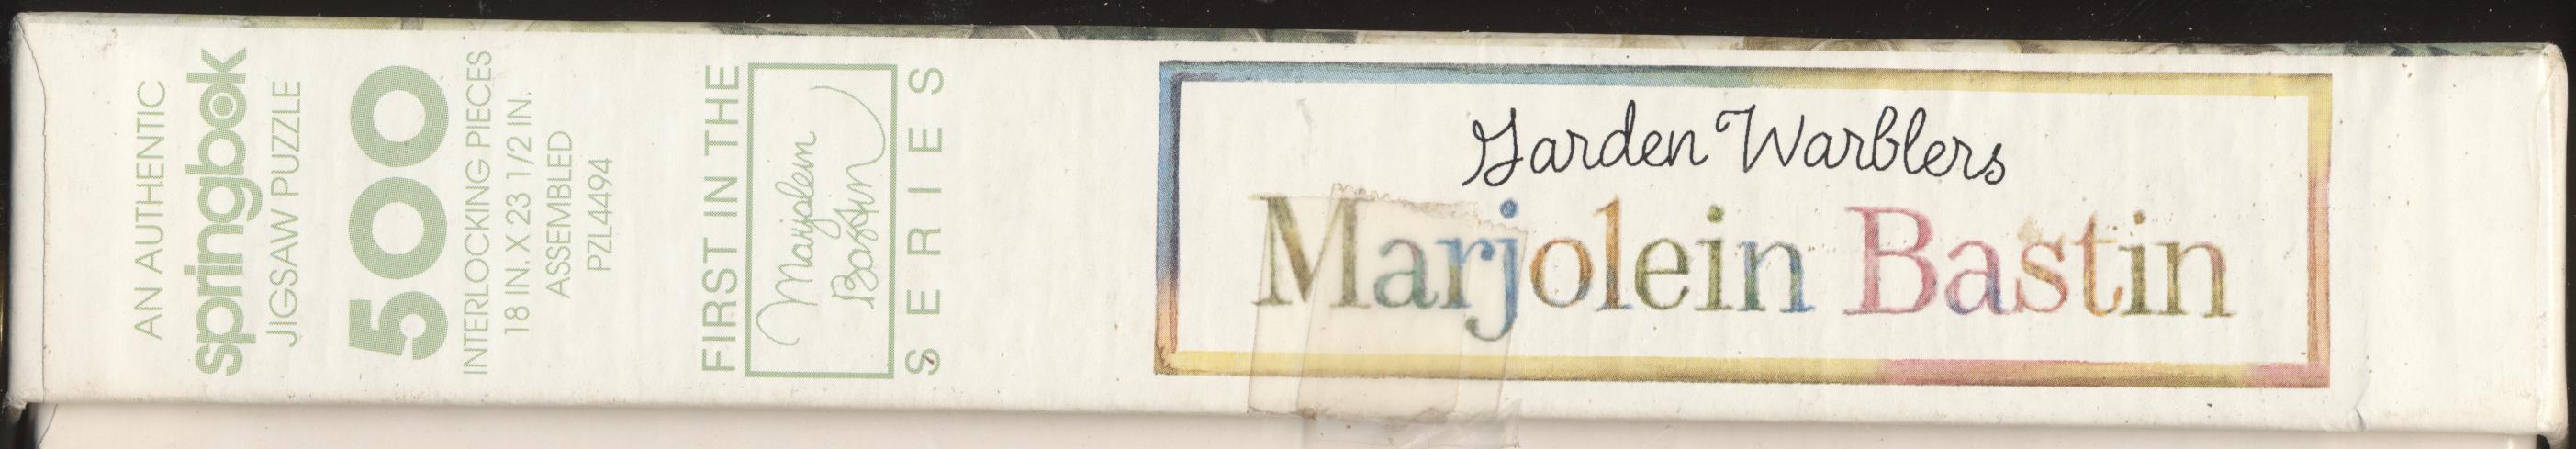 AN AUTHENTIC
springbok
JIGSAW PUZZLE
500
INTERLOCKING PIECES
18 IN. X 23 1/2 IN.
ASSEMBLED
PZL4494
FIRST IN THE
Marjolein
Bastin
SERIES
Garden Warblers
Marjolein Bastin